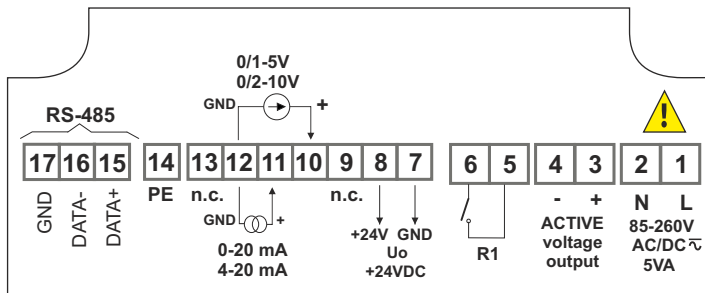 0/1-5V
0/2-10V
GND +
RS-485
17 16 15 14 13 12 11 10 9 8 7 6 5 4 3 2 1
GND DATA- DATA+
PE n.c. n.c.
GND +
0-20 mA
4-20 mA
+24V GND
Uo
+24VDC
R1
- +
ACTIVE
voltage
output
N L
85-260V
AC/DC
5VA